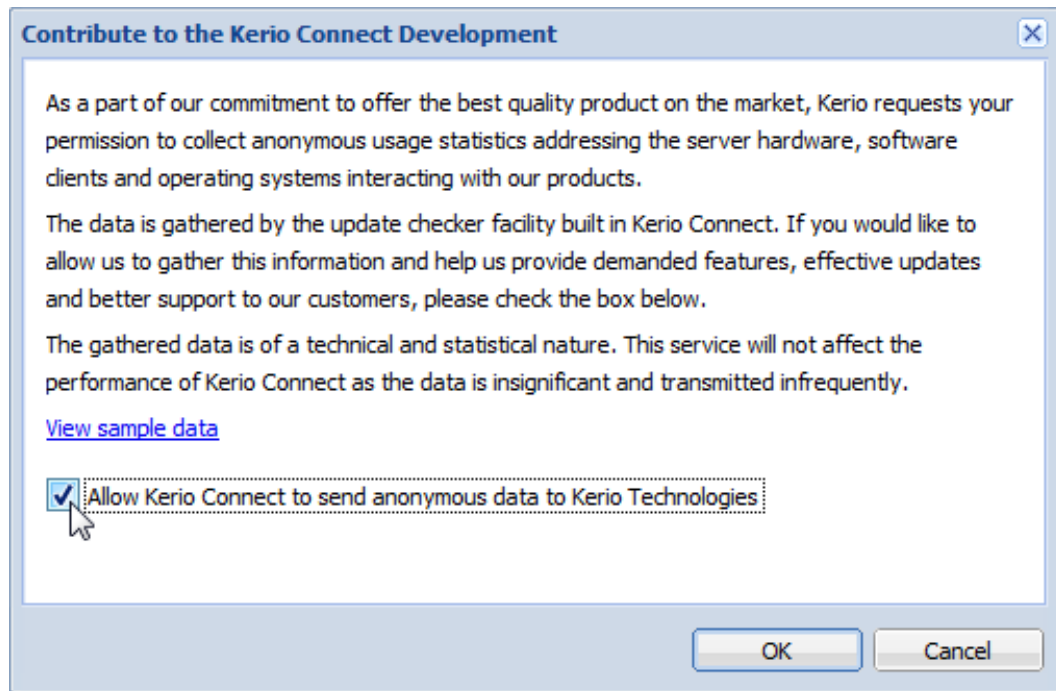 Contribute to the Kerio Connect Development
As a part of our commitment to offer the best quality product on the market, Kerio requests your
permission to collect anonymous usage statistics addressing the server hardware, software
clients and operating systems interacting with our products.
The data is gathered by the update checker facility built in Kerio Connect. If you would like to
allow us to gather this information and help us provide demanded features, effective updates
and better support to our customers, please check the box below.
The gathered data is of a technical and statistical nature. This service will not affect the
performance of Kerio Connect as the data is insignificant and transmitted infrequently.
View sample data
Allow Kerio Connect to send anonymous data to Kerio Technologies
OK
Cancel